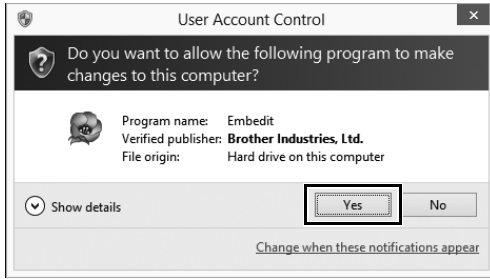 User Account Control
Do you want to allow the following program to make
changes to this computer?
Program name: Embedit
Verified publisher: Brother Industries, Ltd.
File origin: Hard drive on this computer
Show details
Yes
No
Change when these notifications appear